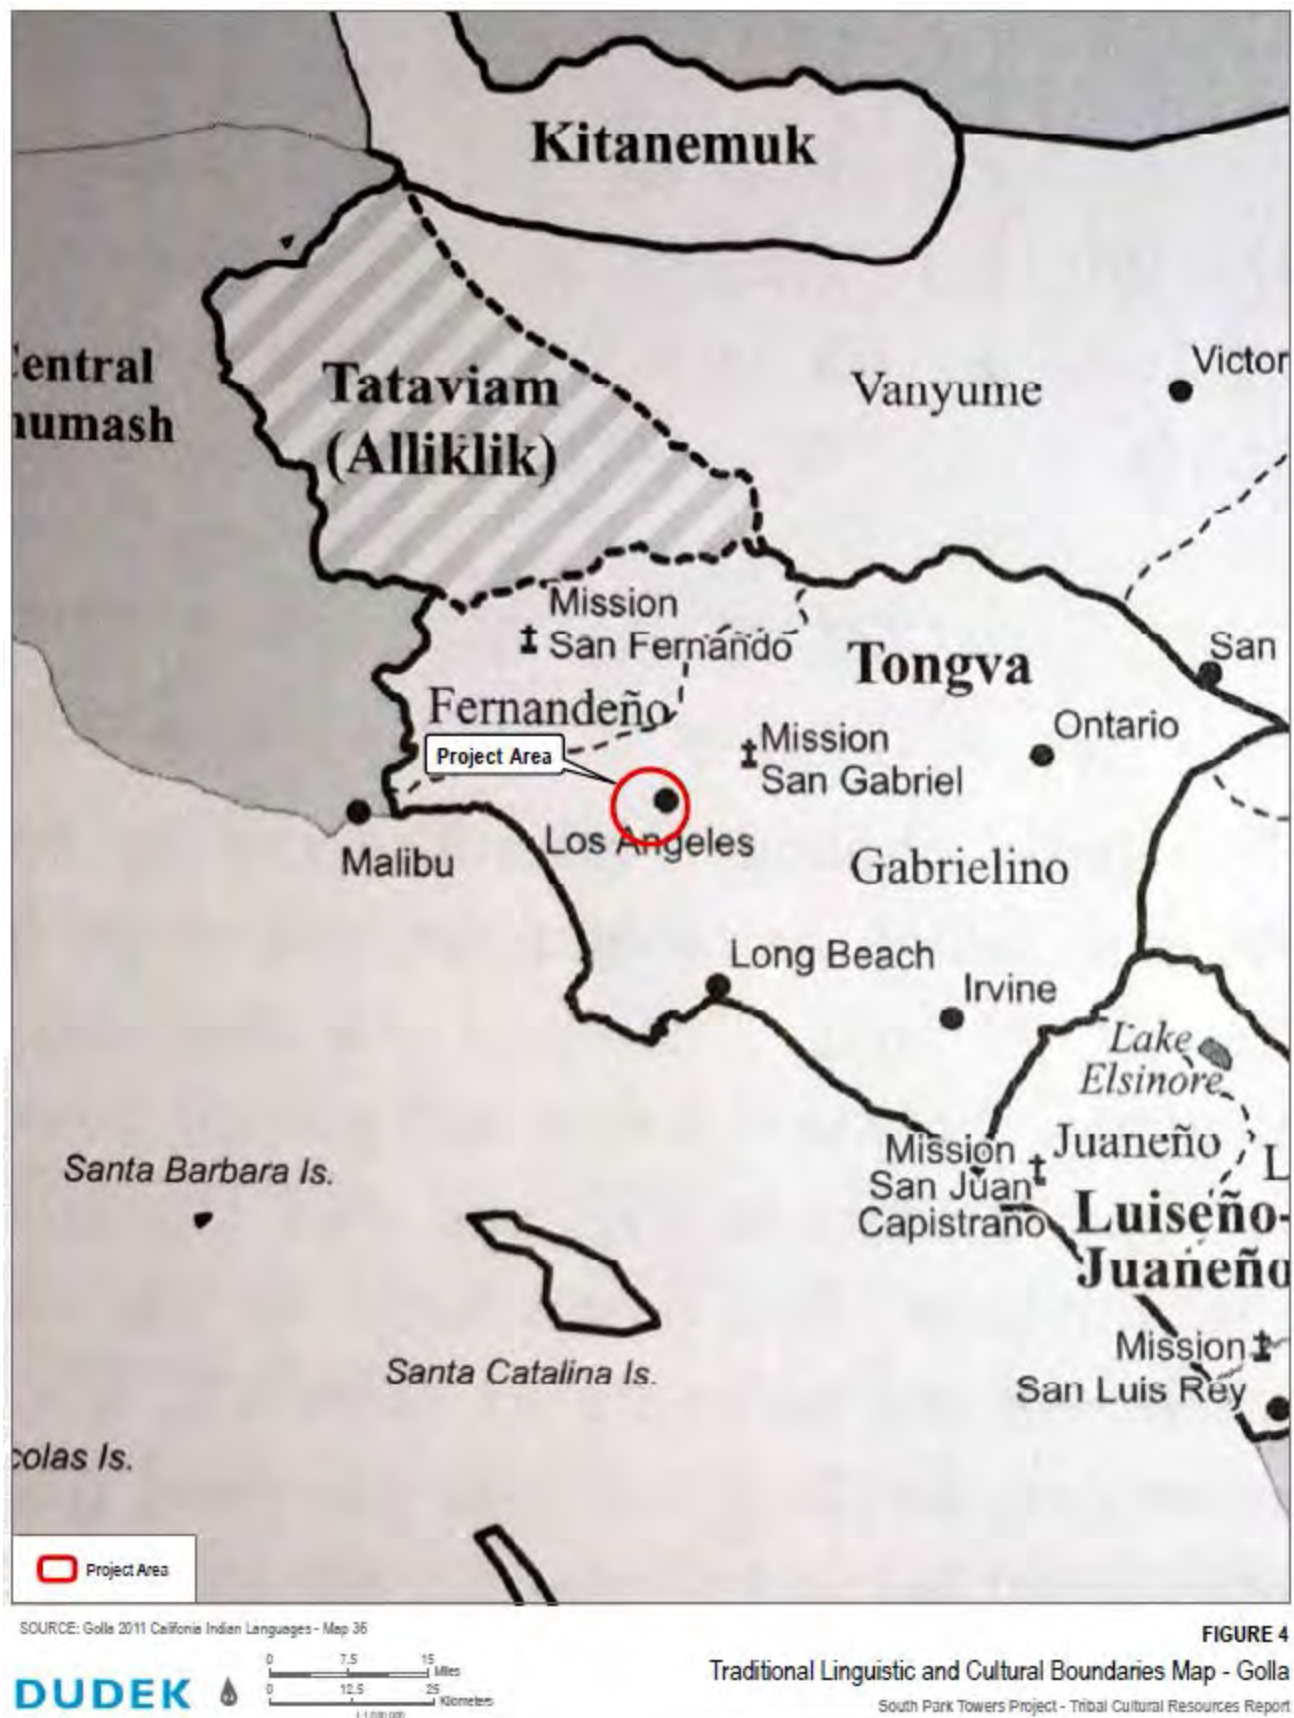 Kitanemuk
entral
humash
Tataviam
(Alliklik)
Vanyume
Victor
Mission
San Fernando
Tongva
San
Fernandeño
Ontario
Project Area
Mission
San Gabriel
Los Angeles
Malibu
Gabrielino
Long Beach
Irvine
Lake
Elsinore
Mission
San Juan
Capistrano
Juaneño
L
Luiseño-
Juaneño
Santa Barbara Is.
Santa Catalina Is.
Mission
San Luis Rey
colas Is.
Project Area
SOURCE: Golla 2011 Califonia Indian Languages - Map 36
FIGURE 4
Traditional Linguistic and Cultural Boundaries Map - Golla
South Park Towers Project - Tribal Cultural Resources Report
DUDEK
0 7.5 15
Miles
0 12.5 25
Kilometers